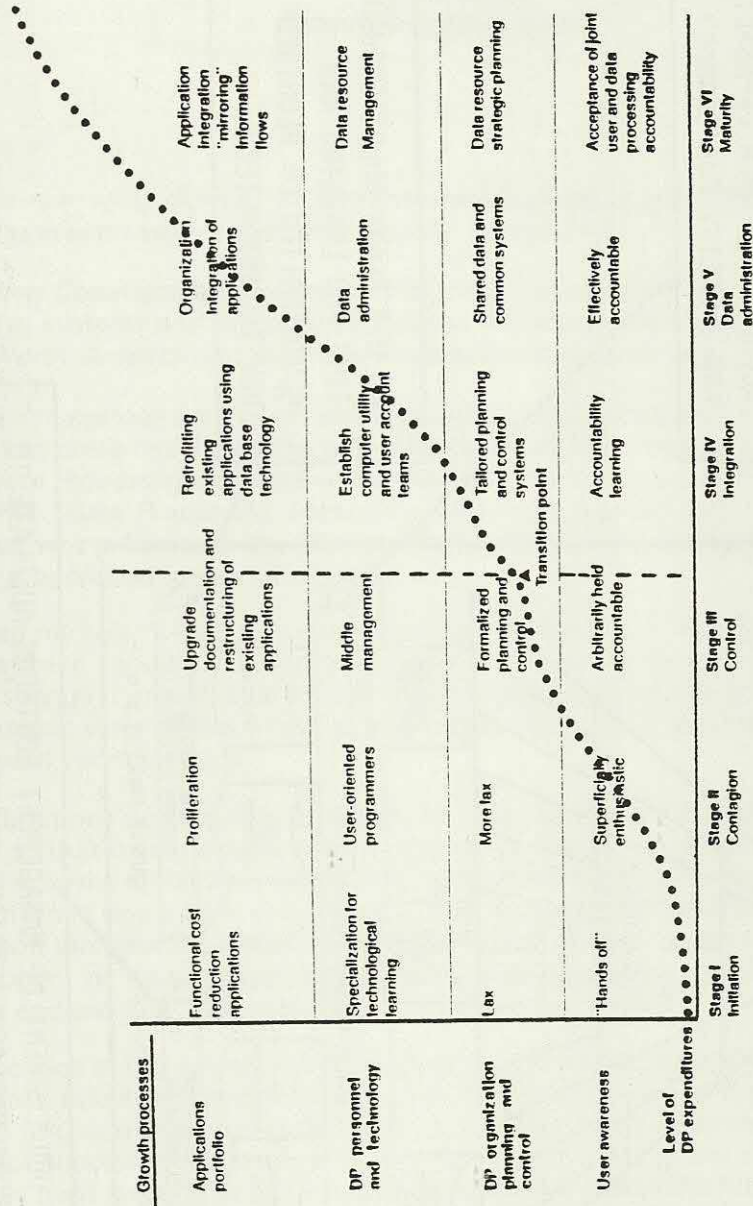 Growth processes
Applications
portfolio
Functional cost
reduction
applications
Proliferation
Upgrade
documentation and
restructuring of
existing
applications
Retrofitting
existing
applications using
data base
technology
Organization
Integration of
applications
Application
integration
"mirroring"
Information
flows
DP personnel
and technology
Specialization for
technological
learning
User-oriented
programmers
Middle
management
Establish
computer utility
and user account
teams
Data
administration
Data resource
Management
DP organization
planning and
control
Lax
More lax
Formalized
planning and
control
Transition point
Tailored planning
and control
systems
Shared data and
common systems
Data resource
strategic planning
User awareness
"Hands off"
Superficially
enthusiastic
Arbitrarily held
accountable
Accountability
learning
Effectively
accountable
Acceptance of joint
user and data
processing
accountability
Level of
DP expenditures
Stage I
Initiation
Stage II
Contagion
Stage III
Control
Stage IV
Integration
Stage V
Data
administration
Stage VI
Maturity